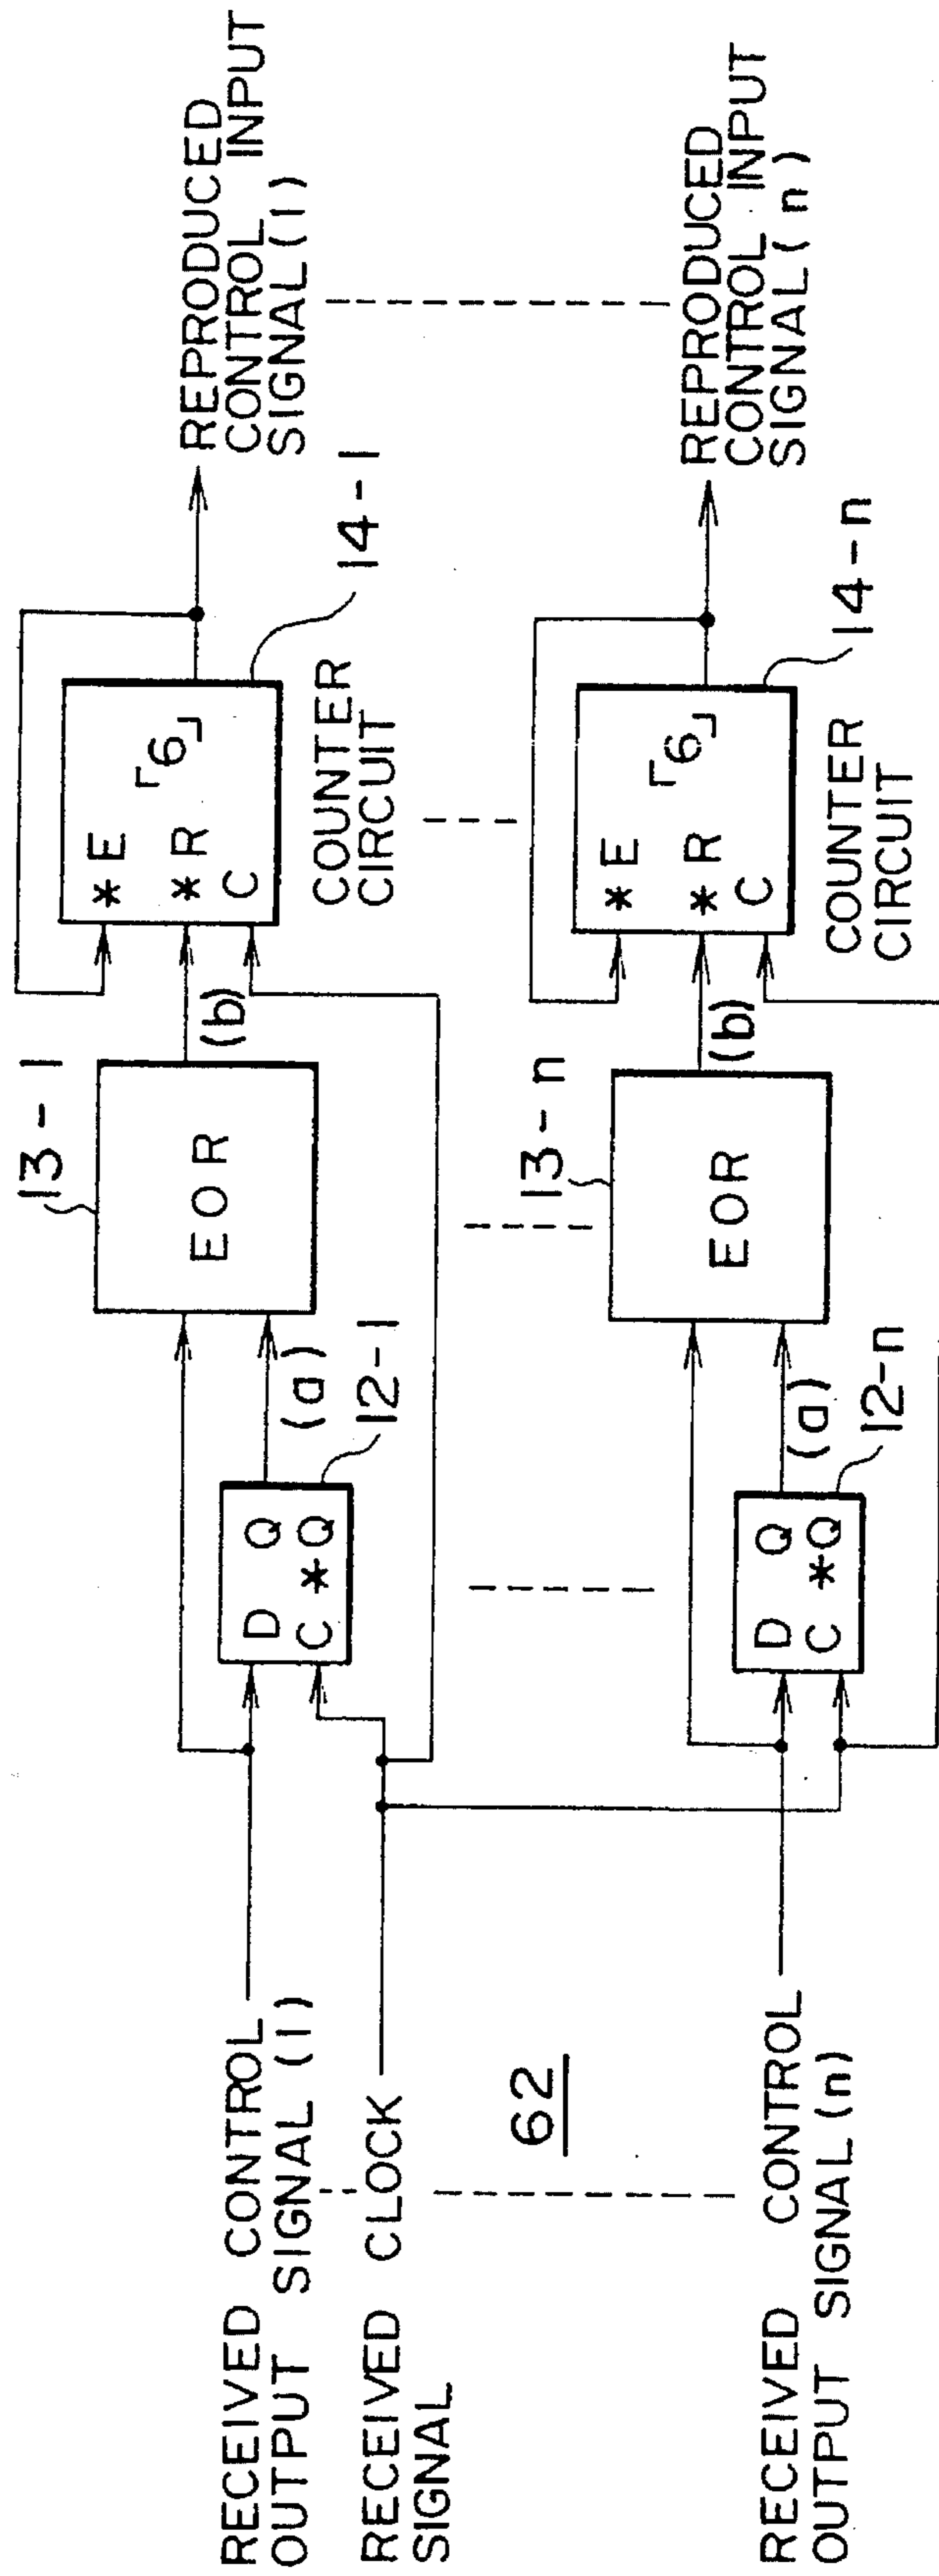 RECEIVED CONTROL
OUTPUT SIGNAL (1)
RECEIVED CLOCK
SIGNAL
62
RECEIVED CONTROL
OUTPUT SIGNAL (n)
D Q
C *Q
12-1
(a)
13-1
EOR
(b)
*E
*R 「6」
C
COUNTER
CIRCUIT
14-1
REPRODUCED
CONTROL INPUT
SIGNAL (1)
D Q
C *Q
12-n
(a)
13-n
EOR
(b)
*E
*R 「6」
C
COUNTER
CIRCUIT
14-n
REPRODUCED
CONTROL INPUT
SIGNAL (n)